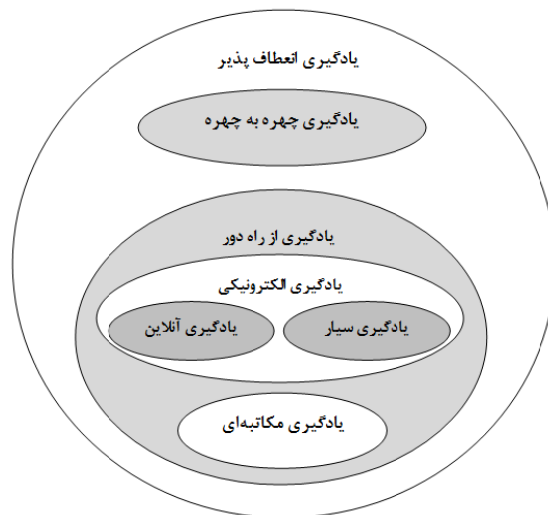 یادگیری انعطاف پذیر
یادگیری چهره به چهره
یادگیری از راه دور
یادگیری الکترونیکی
یادگیری سیار
یادگیری آنلاین
یادگیری مکاتبه‌ای